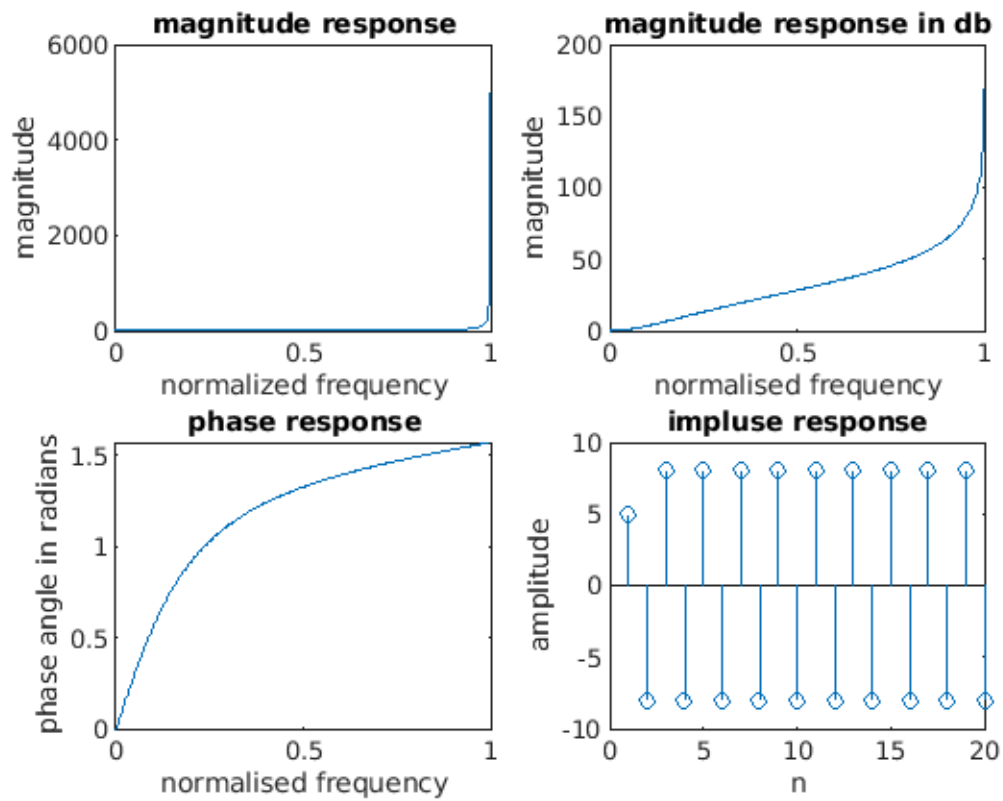 magnitude response
6000
4000
2000
0
magnitude
0
0.5
1
normalized frequency
magnitude response in db
200
150
100
50
0
magnitude
0
0.5
1
normalised frequency
phase response
1.5
1
0.5
0
phase angle in radians
0
0.5
1
normalised frequency
impluse response
10
5
0
-5
-10
amplitude
0
5
10
15
20
n